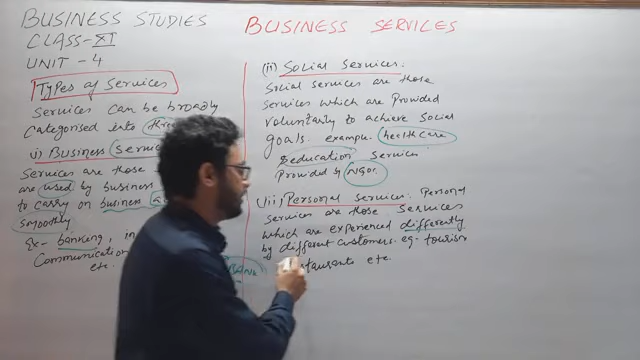 BUSINESS STUDIES
CLASS-XI
UNIT - 4
Types of Services
Services can be broadly
Categorised into
i) Business
Services are those
are used by business
to carry on business
smoothly
Ex- banking,
Communication
etc.
BUSINESS SERVICES
(ii) Social Services:
Social services are those
services which are Provided
voluntarily to achieve Social
goals. example. healthcare
& education services
Provided by NGOs.
(iii) Personal Services: Personal
services are those services
which are experienced differently
by different customers. eg. tourism
etc.